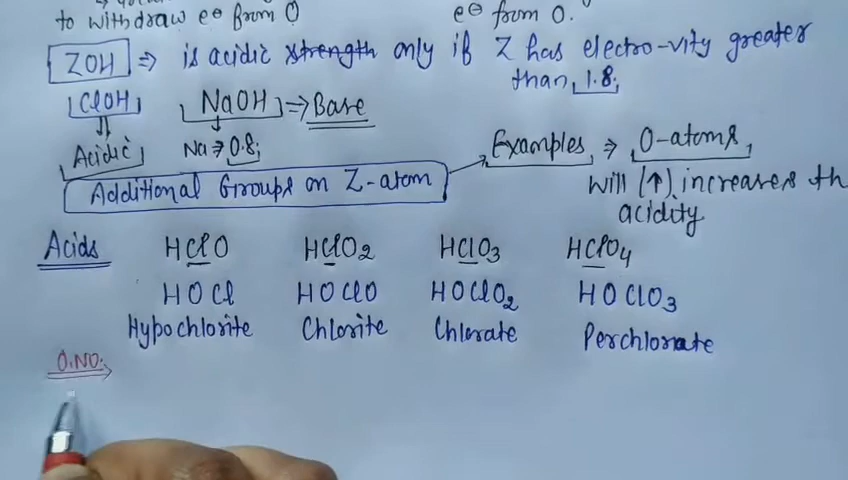 to withdraw e⊖ from O
e⊖ from O.
ZOH ⇒ is acidic strength only if Z has electro-vity greater
than 1.8;
ClOH NaOH ⇒ Base
Acidic Na ⇒ 0.8;
Examples ⇒ O-atoms,
Additional Groups on Z-atom
will (↑) increases th
acidity
Acids HClO HClO2 HClO3 HClO4
HOCl HOClO HOClO2 HOClO3
Hypochlorite Chlorite Chlorate Perchlorate
O.NO.